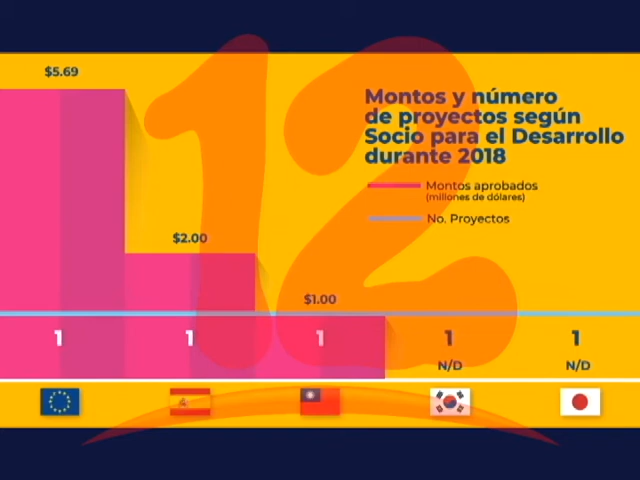 $5.69
Montos y número
de proyectos según
Socio para el Desarrollo
durante 2018
Montos aprobados
(millones de dólares)
No. Proyectos
$2.00
$1.00
1 1 1 1 1
N/D N/D
12